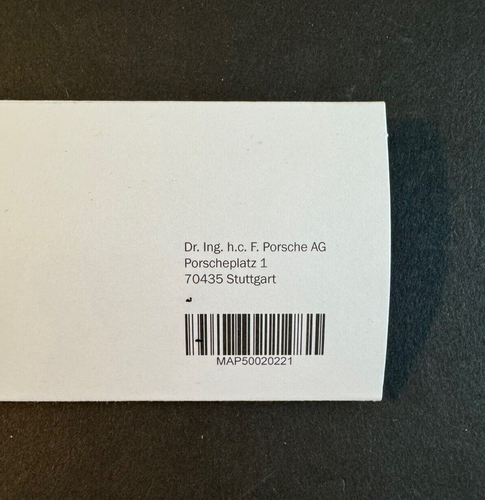 Dr. Ing. h.c. F. Porsche AG
Porscheplatz 1
70435 Stuttgart
MAP50020221